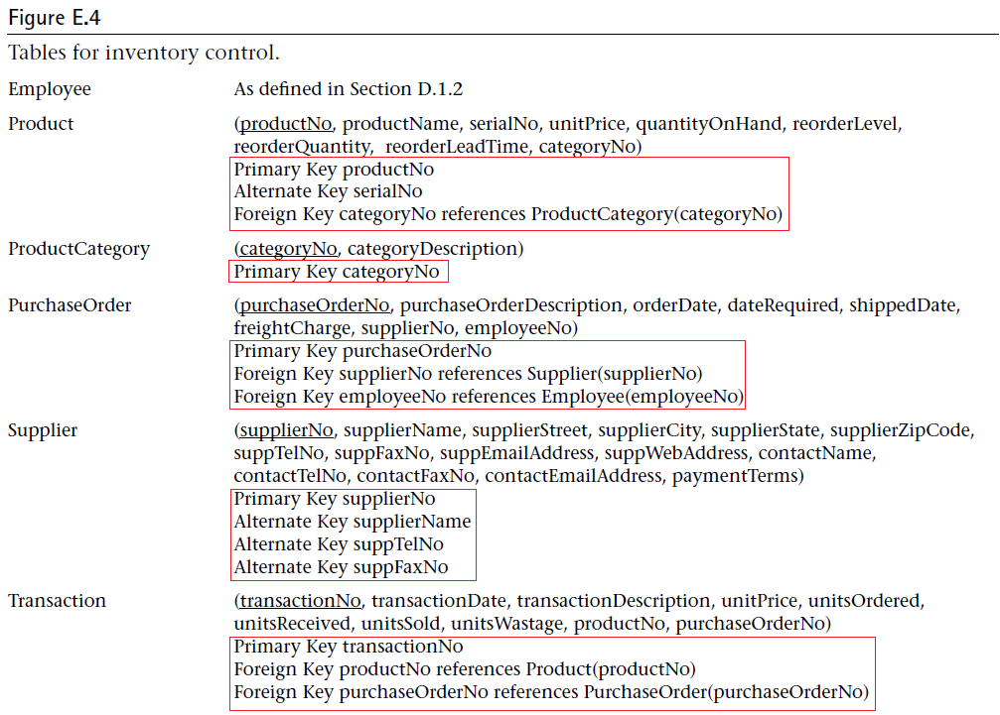 Figure E.4
Tables for inventory control.
Employee As defined in Section D.1.2
Product (productNo, productName, serialNo, unitPrice, quantityOnHand, reorderLevel,
reorderQuantity, reorderLeadTime, categoryNo)
Primary Key productNo
Alternate Key serialNo
Foreign Key categoryNo references ProductCategory(categoryNo)
ProductCategory (categoryNo, categoryDescription)
Primary Key categoryNo
PurchaseOrder (purchaseOrderNo, purchaseOrderDescription, orderDate, dateRequired, shippedDate,
freightCharge, supplierNo, employeeNo)
Primary Key purchaseOrderNo
Foreign Key supplierNo references Supplier(supplierNo)
Foreign Key employeeNo references Employee(employeeNo)
Supplier (supplierNo, supplierName, supplierStreet, supplierCity, supplierState, supplierZipCode,
suppTelNo, suppFaxNo, suppEmailAddress, suppWebAddress, contactName,
contactTelNo, contactFaxNo, contactEmailAddress, paymentTerms)
Primary Key supplierNo
Alternate Key supplierName
Alternate Key suppTelNo
Alternate Key suppFaxNo
Transaction (transactionNo, transactionDate, transactionDescription, unitPrice, unitsOrdered,
unitsReceived, unitsSold, unitsWastage, productNo, purchaseOrderNo)
Primary Key transactionNo
Foreign Key productNo references Product(productNo)
Foreign Key purchaseOrderNo references PurchaseOrder(purchaseOrderNo)